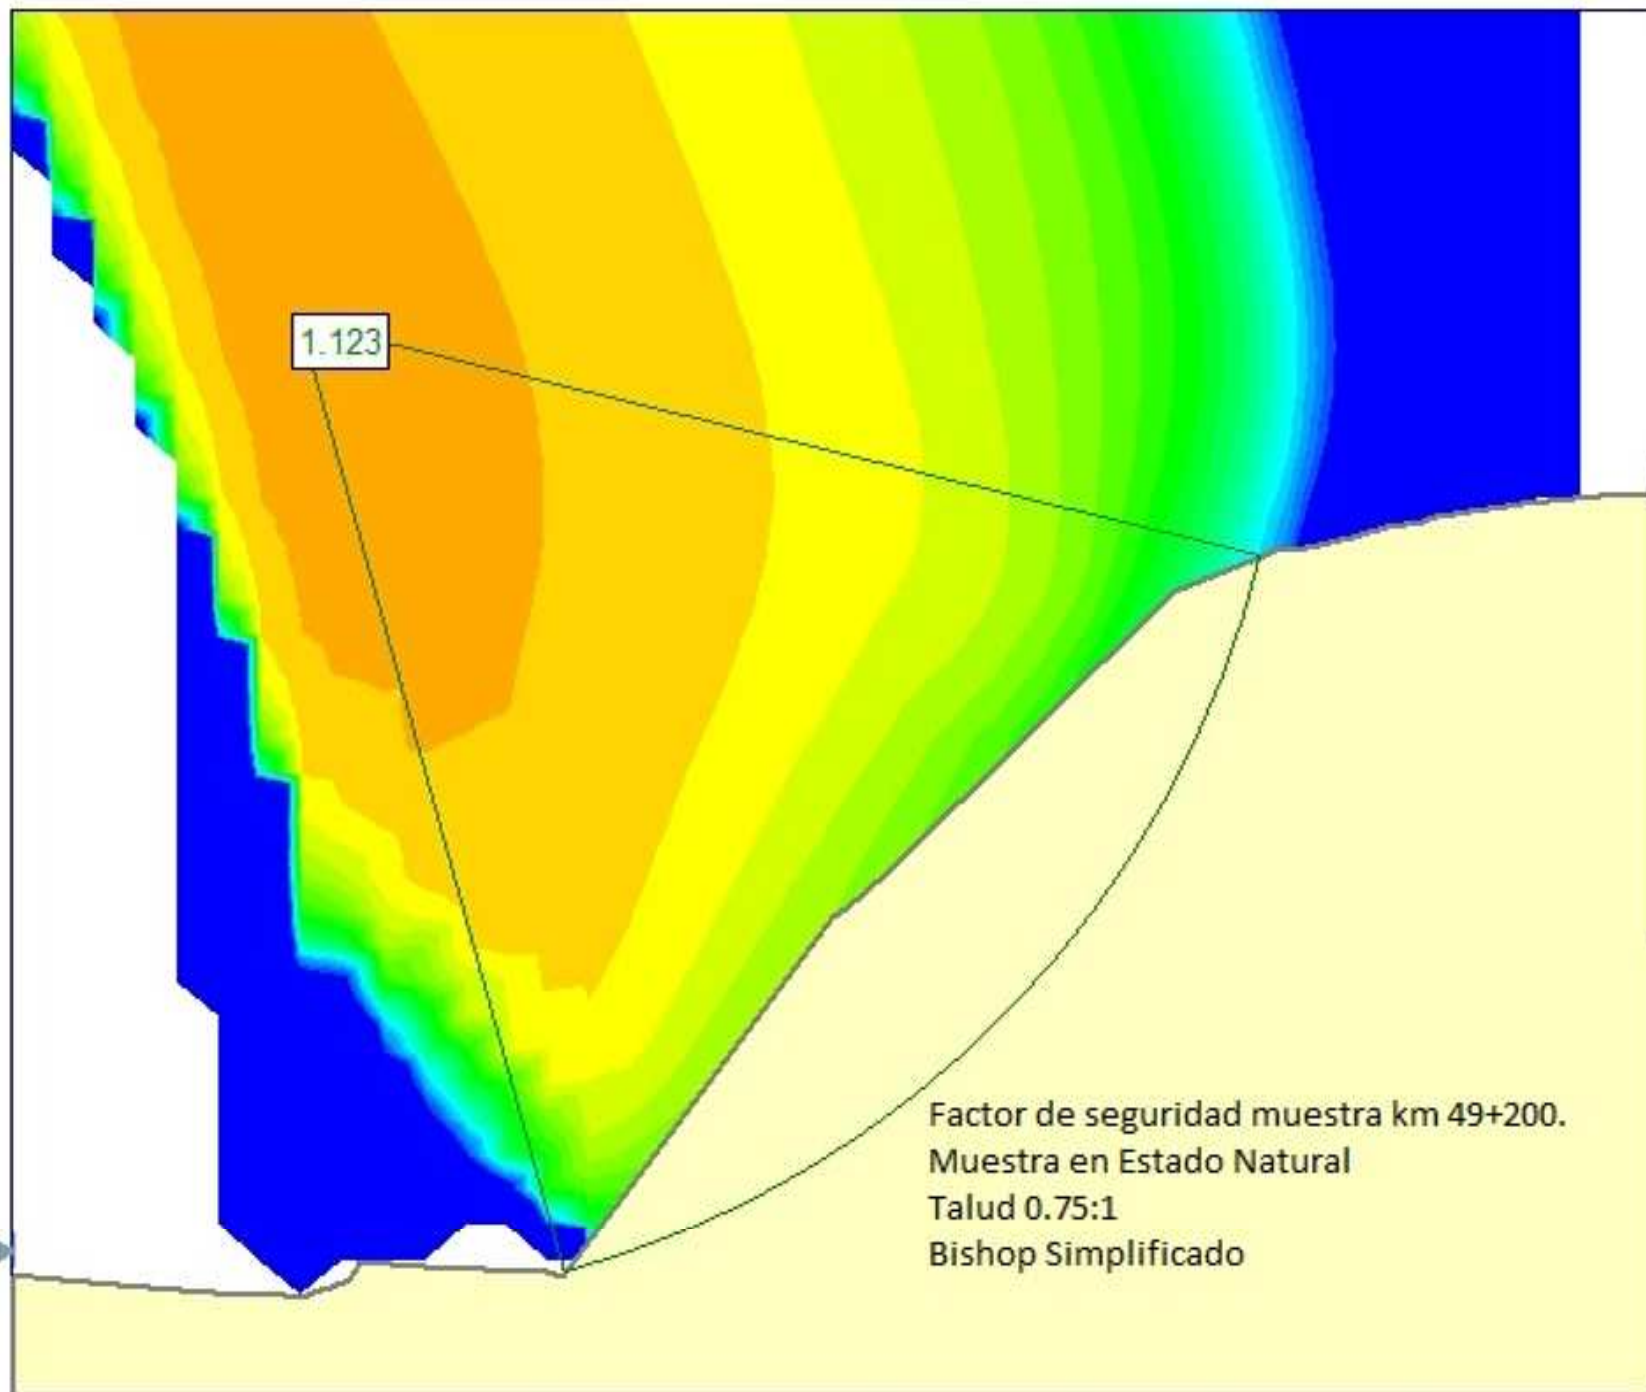 1.123
Factor de seguridad muestra km 49+200.
Muestra en Estado Natural
Talud 0.75:1
Bishop Simplificado